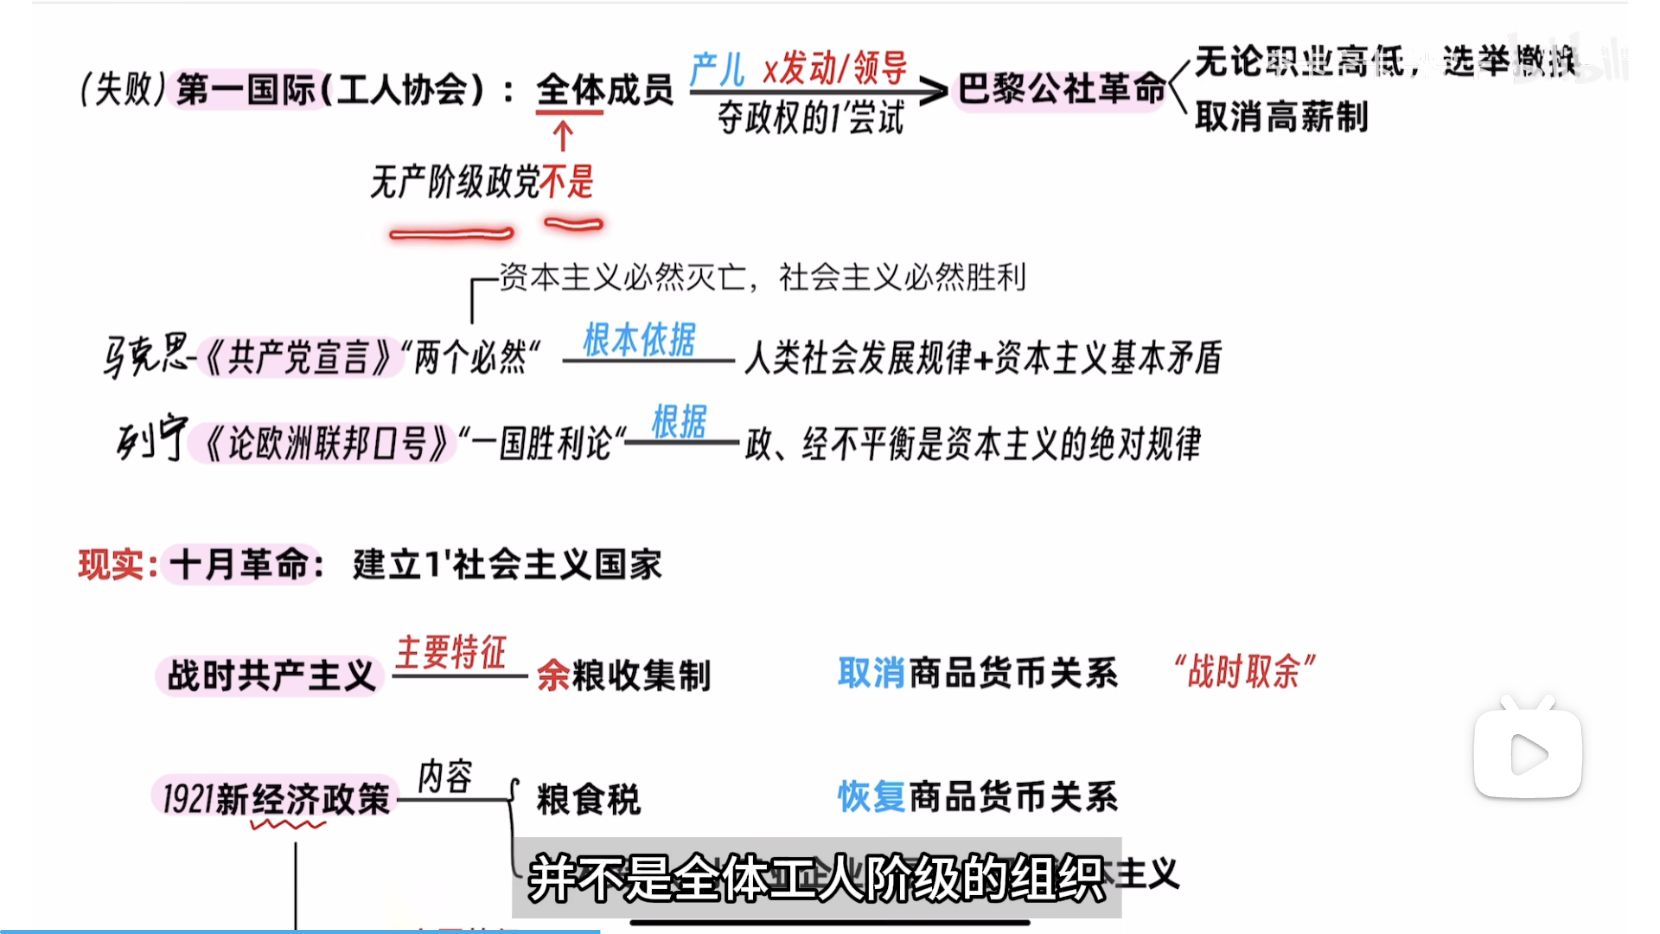 无论职业高低，选举撤换
(失败) 第一国际(工人协会)：全体成员 产儿 x发动/领导 巴黎公社革命
夺政权的1'尝试 取消高薪制
无产阶级政党不是
资本主义必然灭亡，社会主义必然胜利
马克思《共产党宣言》“两个必然“ 根本依据 人类社会发展规律+资本主义基本矛盾
列宁《论欧洲联邦口号》“一国胜利论“ 根据 政、经不平衡是资本主义的绝对规律
现实：十月革命： 建立1'社会主义国家
战时共产主义 主要特征 余粮收集制 取消商品货币关系 “战时取余”
1921新经济政策 内容 粮食税 恢复商品货币关系
本主义
并不是全体工人阶级的组织